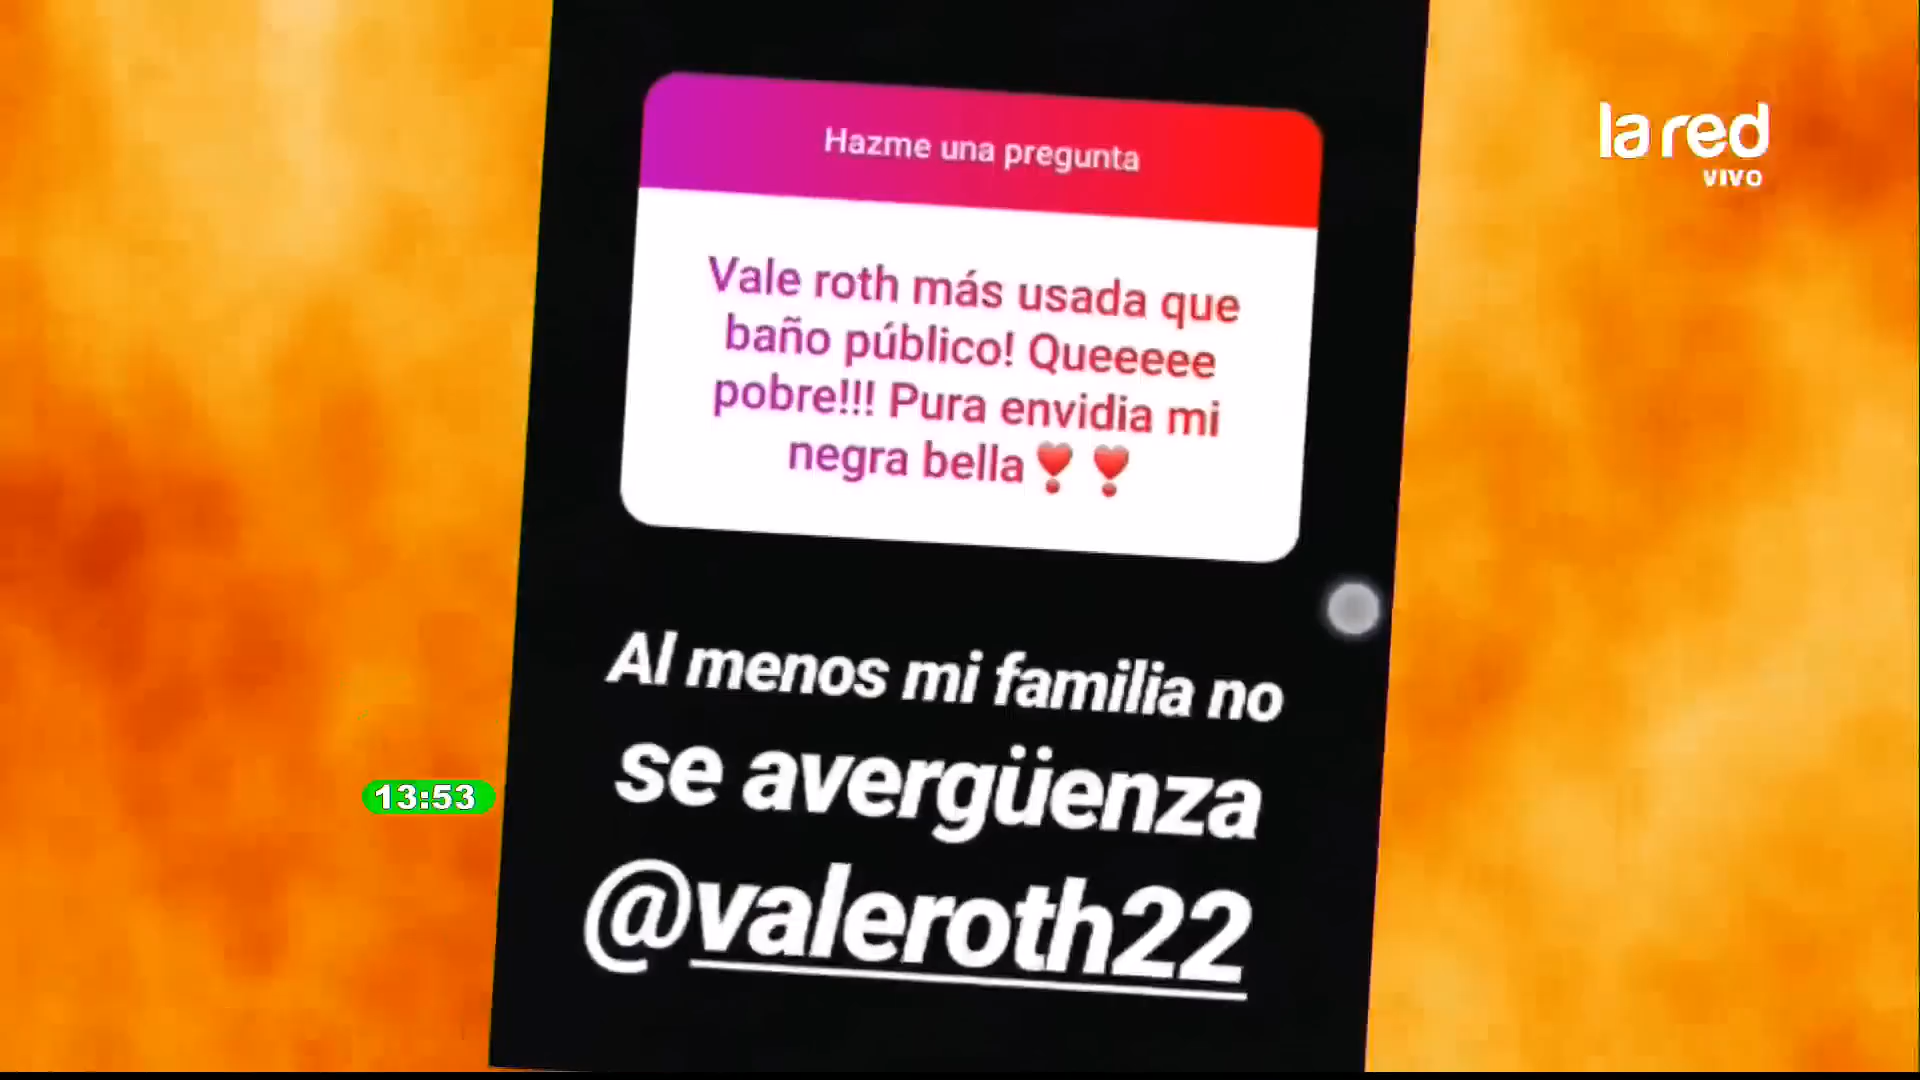 la red
VIVO
Hazme una pregunta
Vale roth más usada que
baño público! Queeeee
pobre!!! Pura envidia mi
negra bella❣❣
Al menos mi familia no
se avergüenza
@valeroth22
13:53